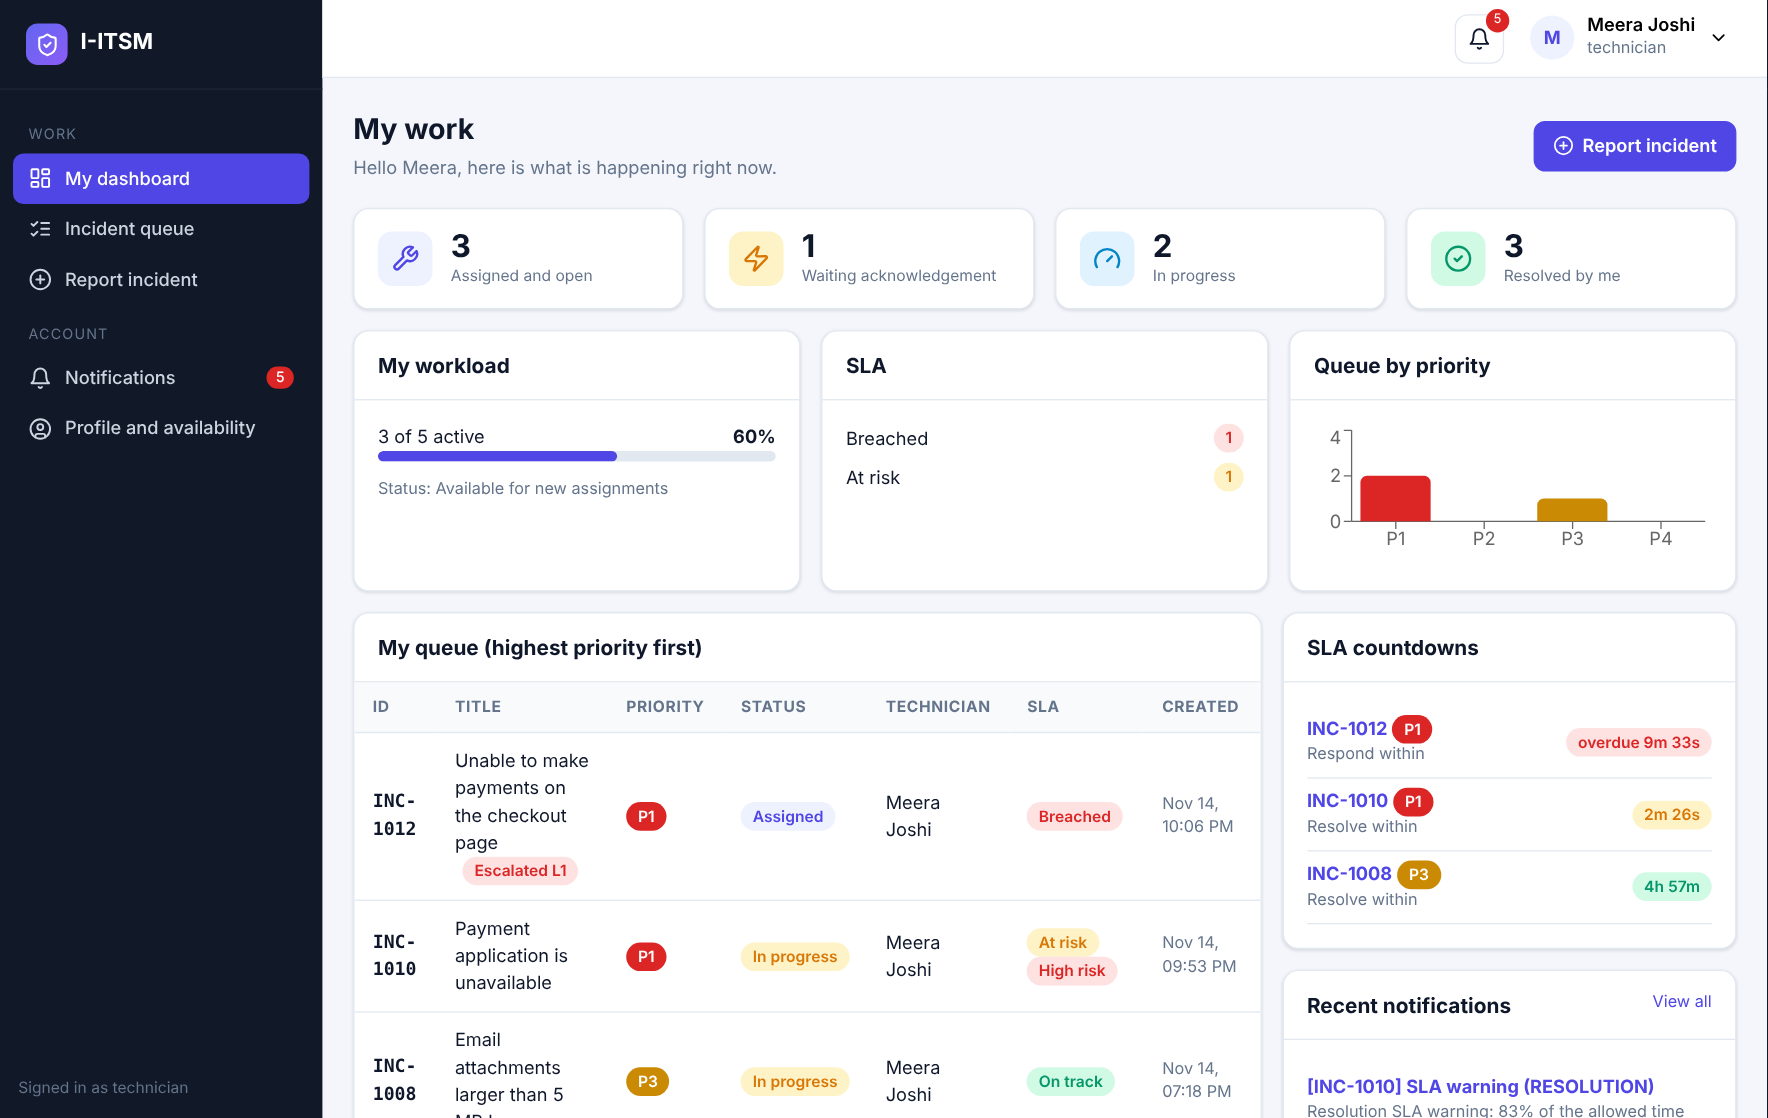 I-ITSM
WORK
My dashboard
Incident queue
Report incident
ACCOUNT
Notifications 5
Profile and availability
Signed in as technician
5
M
Meera Joshi
technician
My work
Hello Meera, here is what is happening right now.
Report incident
3
Assigned and open
1
Waiting acknowledgement
2
In progress
3
Resolved by me
My workload
3 of 5 active 60%
Status: Available for new assignments
SLA
Breached 1
At risk 1
Queue by priority
4
2
0
P1 P2 P3 P4
My queue (highest priority first)
ID TITLE PRIORITY STATUS TECHNICIAN SLA CREATED
INC-
1012
Unable to make
payments on
the checkout
page
Escalated L1
P1
Assigned
Meera
Joshi
Breached
Nov 14,
10:06 PM
INC-
1010
Payment
application is
unavailable
P1
In progress
Meera
Joshi
At risk
High risk
Nov 14,
09:53 PM
INC-
1008
Email
attachments
larger than 5
P3
In progress
Meera
Joshi
On track
Nov 14,
07:18 PM
SLA countdowns
INC-1012 P1
Respond within
overdue 9m 33s
INC-1010 P1
Resolve within
2m 26s
INC-1008 P3
Resolve within
4h 57m
Recent notifications
View all
[INC-1010] SLA warning (RESOLUTION)
Resolution SLA warning: 83% of the allowed time